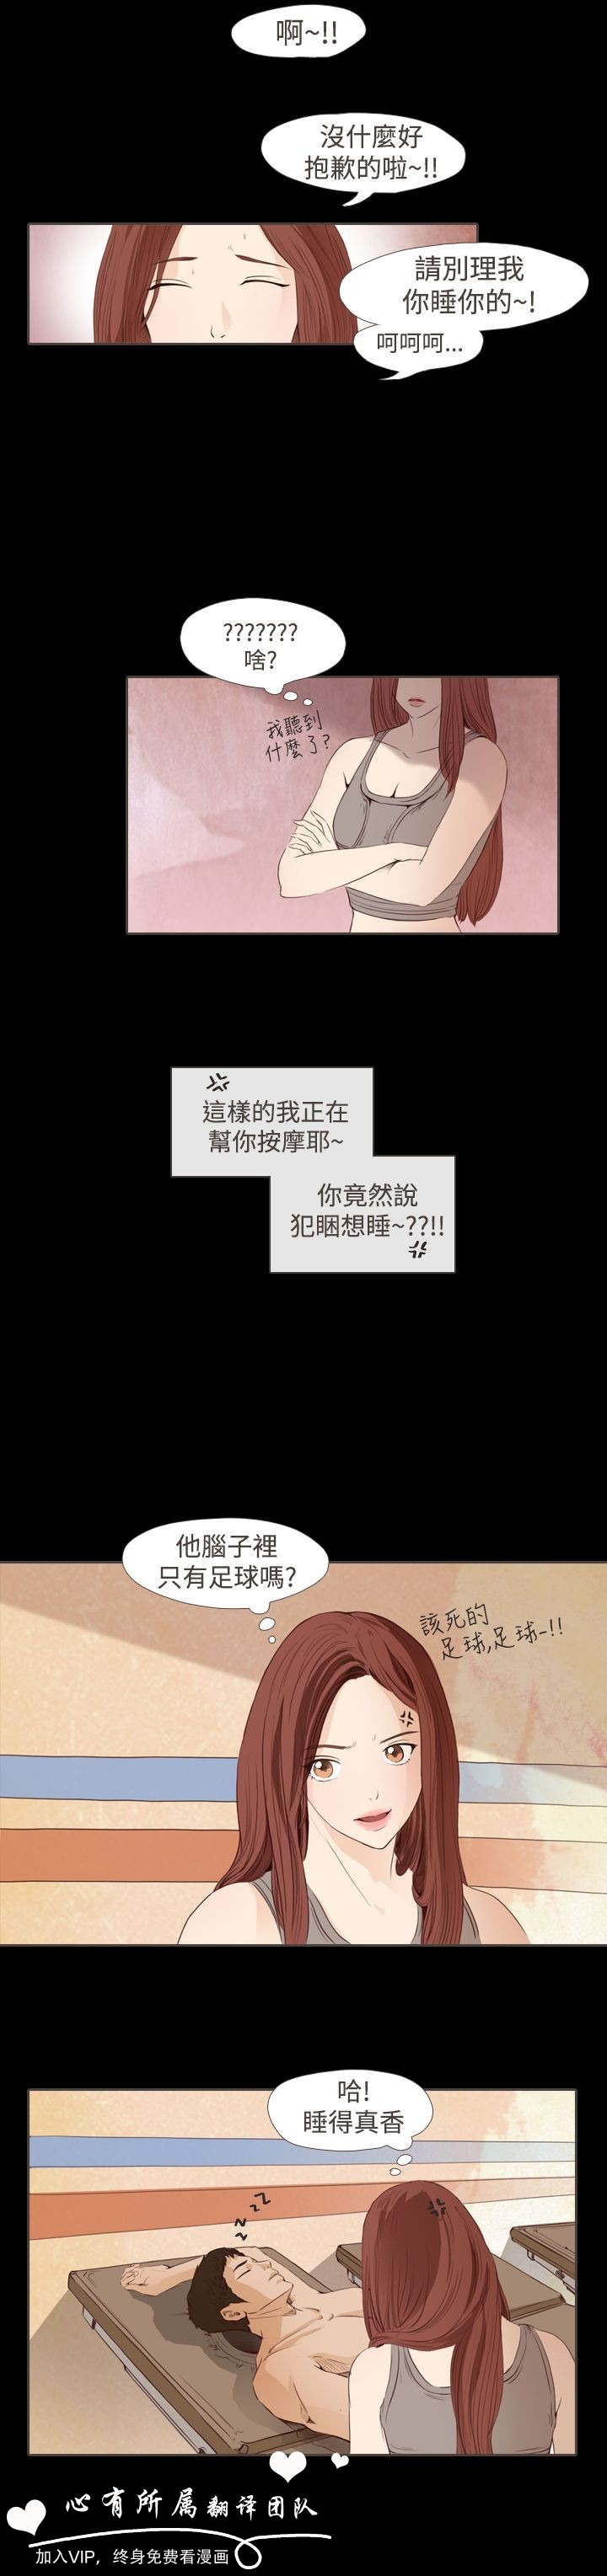 啊~!!
沒什麼好
抱歉的啦~!!
請別理我
你睡你的~!
呵呵呵...
???????
啥?
我聽到
什麼了?
這樣的我正在
幫你按摩耶~
你竟然說
犯睏想睡~??!!
他腦子裡
只有足球嗎?
該死的
足球,足球~!!
哈!
睡得真香
z z z
心有所属翻译团队
加入VIP，终身免费看漫画